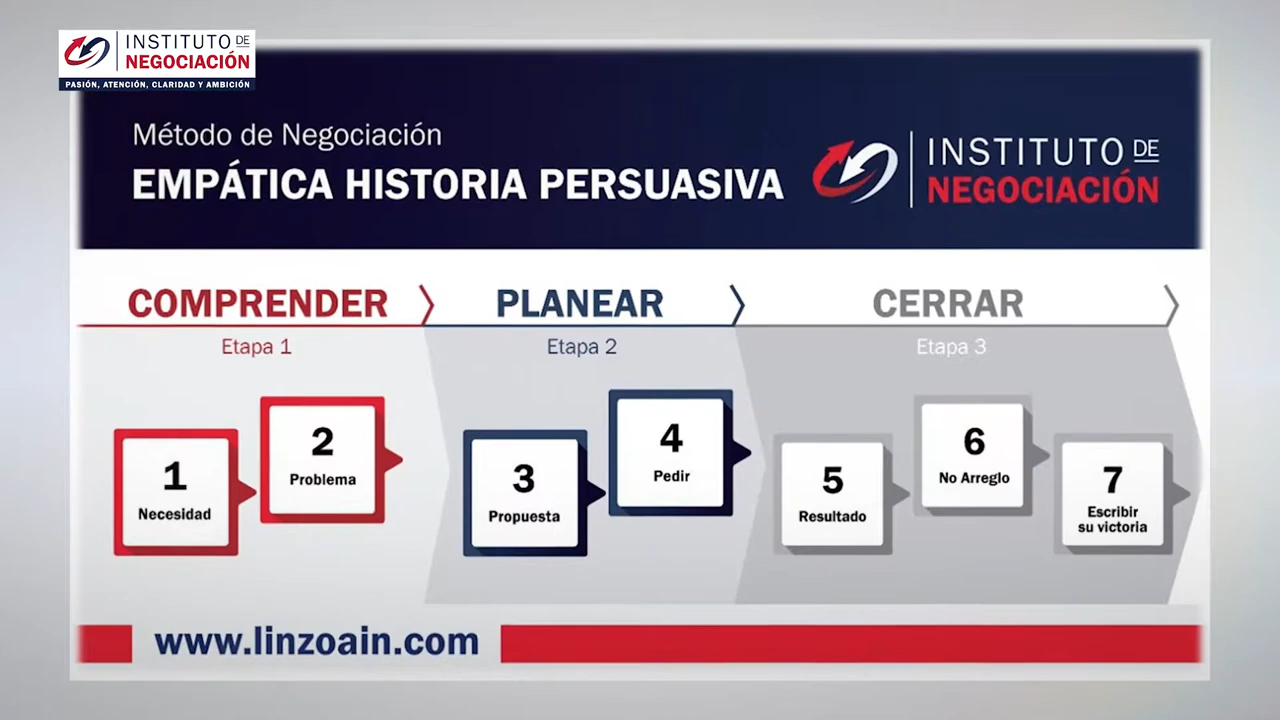 INSTITUTO DE
NEGOCIACIÓN
PASIÓN, ATENCIÓN, CLARIDAD Y AMBICIÓN
Método de Negociación
EMPÁTICA HISTORIA PERSUASIVA
INSTITUTO DE
NEGOCIACIÓN
COMPRENDER
Etapa 1
PLANEAR
Etapa 2
CERRAR
Etapa 3
1
Necesidad
2
Problema
3
Propuesta
4
Pedir
5
Resultado
6
No Arreglo
7
Escribir
su victoria
www.linzoain.com